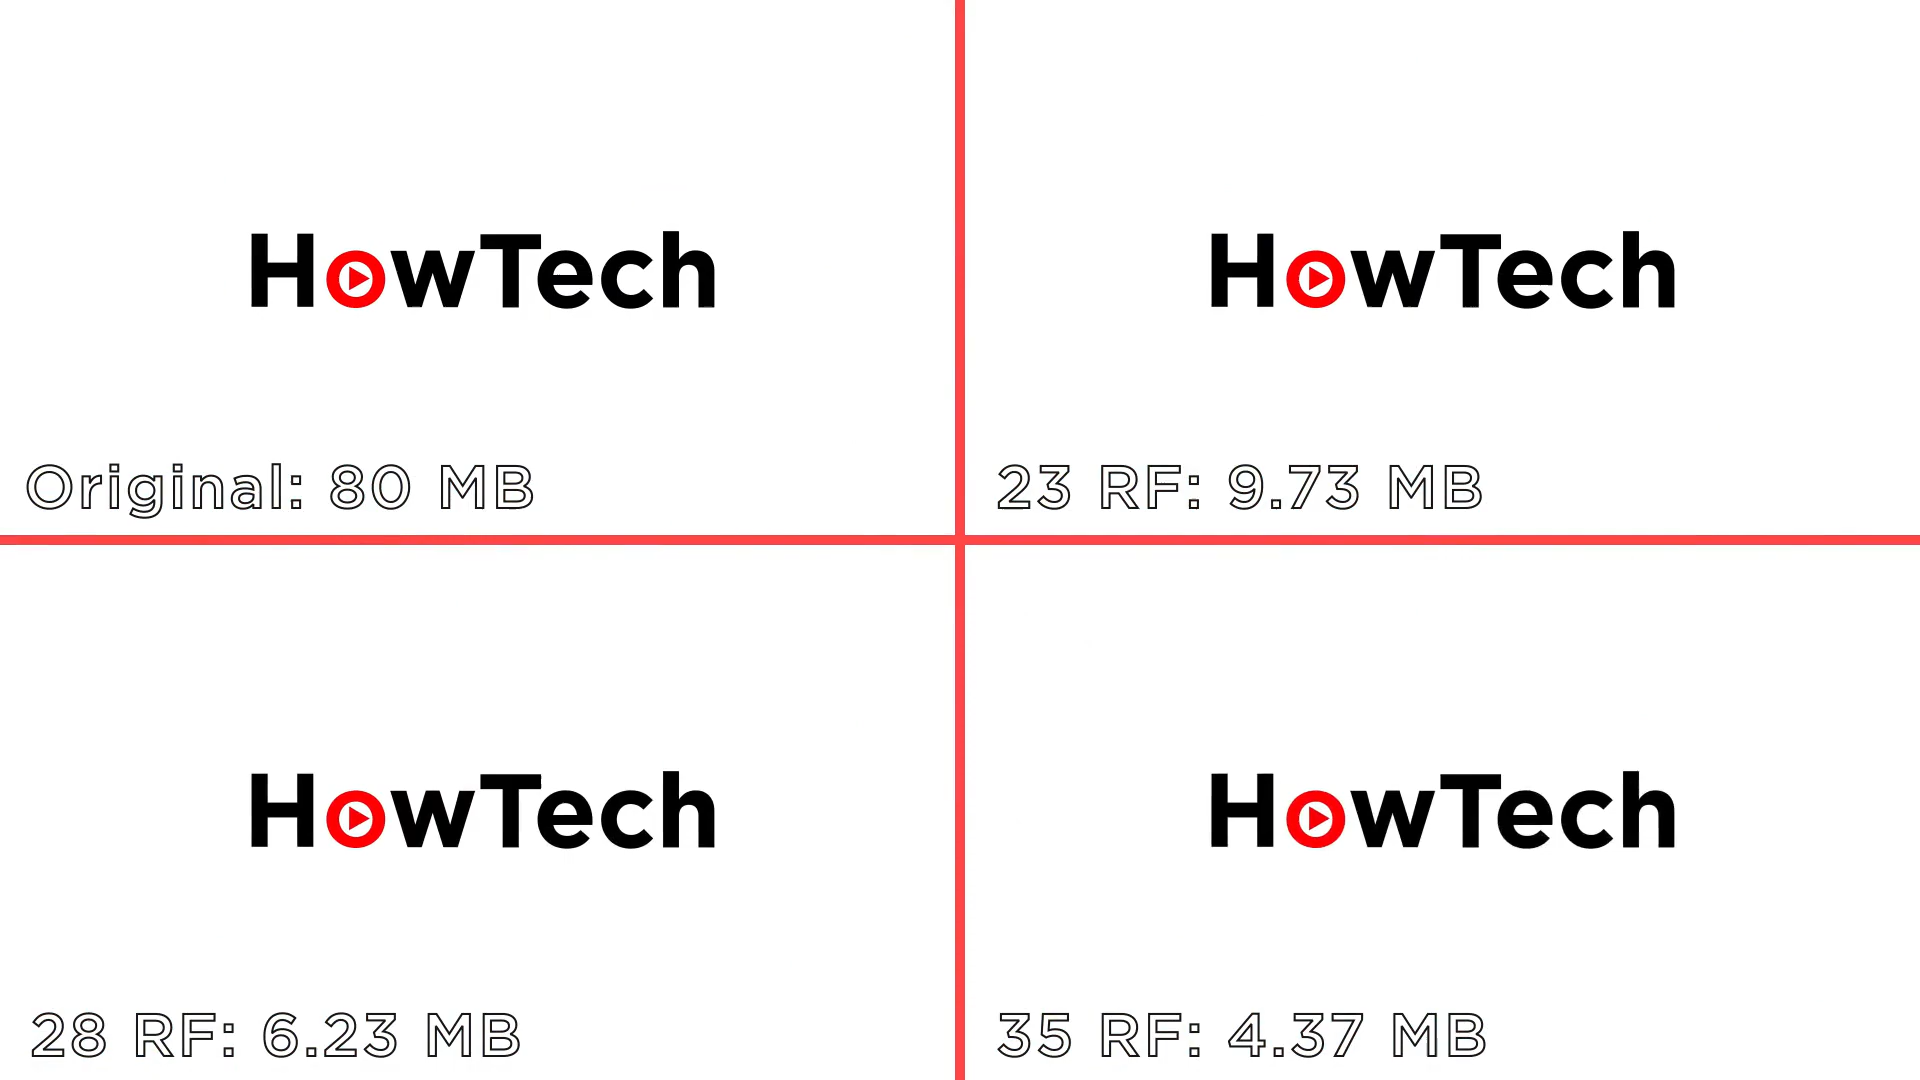 HowTech
Original: 80 MB
HowTech
23 RF: 9.73 MB
HowTech
28 RF: 6.23 MB
HowTech
35 RF: 4.37 MB